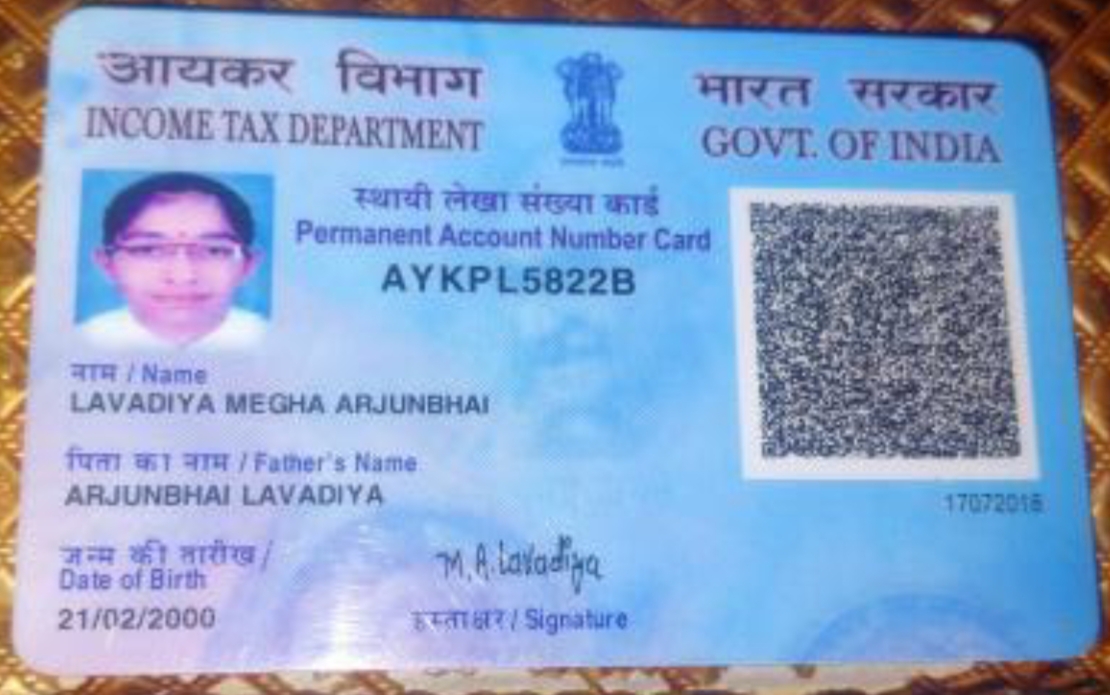 आयकर विभाग
INCOME TAX DEPARTMENT
भारत सरकार
GOVT. OF INDIA
स्थायी लेखा संख्या कार्ड
Permanent Account Number Card
AYKPL5822B
नाम / Name
LAVADIYA MEGHA ARJUNBHAI
पिता का नाम / Father's Name
ARJUNBHAI LAVADIYA
जन्म की तारीख /
Date of Birth
21/02/2000
M.A.Lavadiya
हस्ताक्षर / Signature